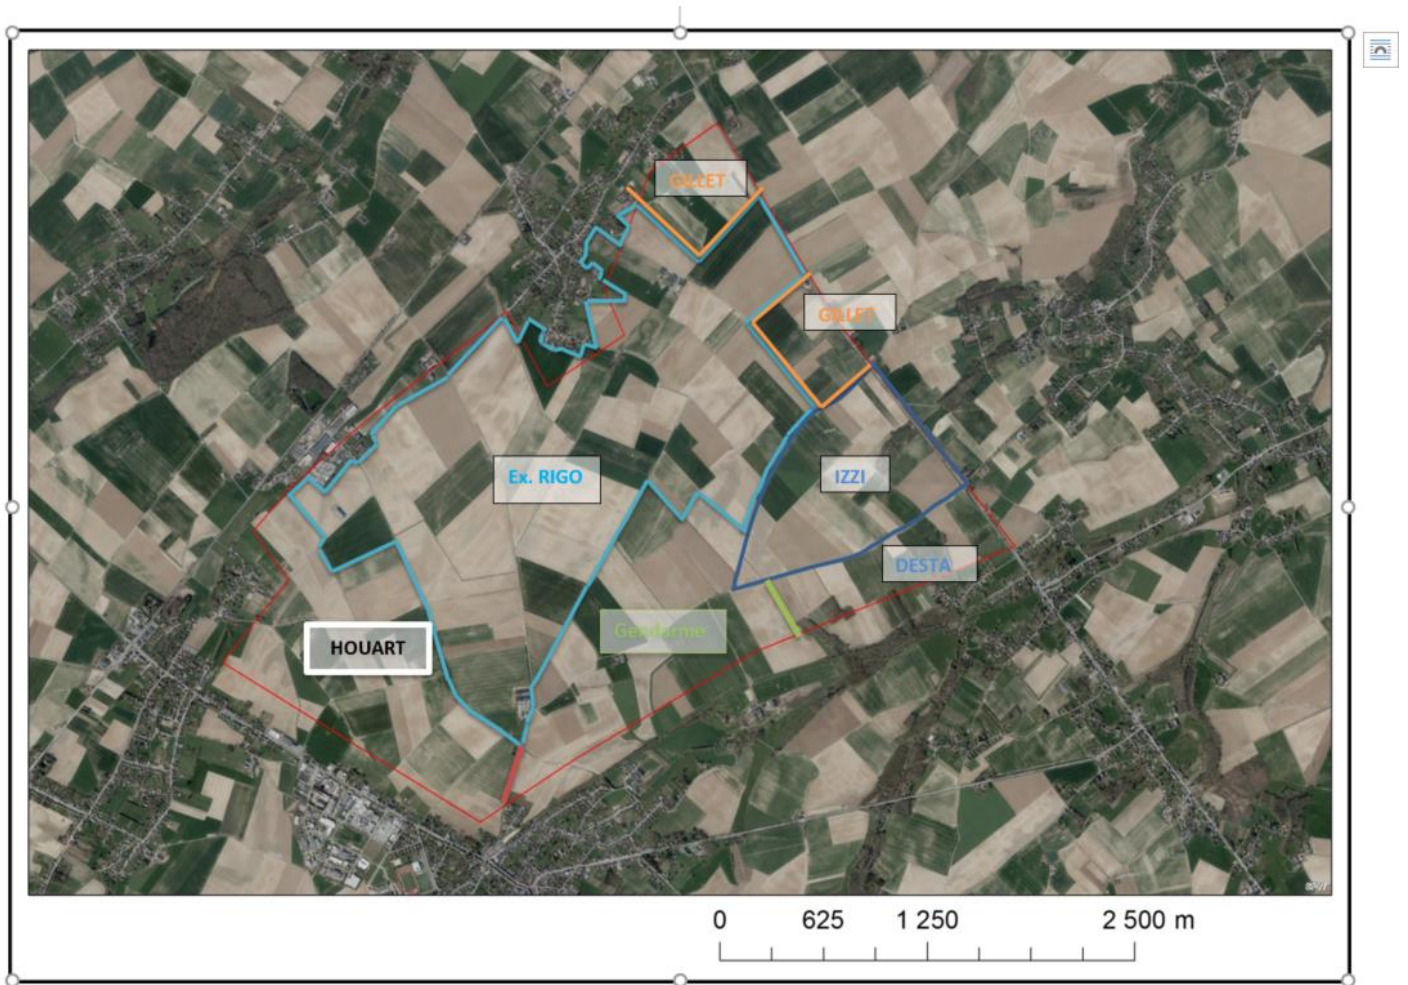 GILLET
GILLET
Ex. RIGO
IZZI
DESTA
Gendarme
HOUART
0 625 1 250 2 500 m